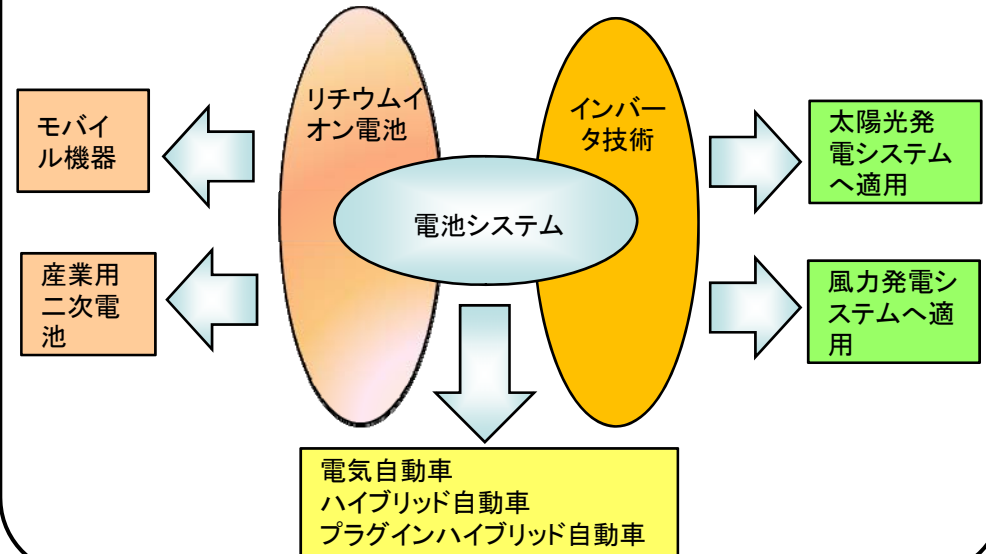 リチウムイ
オン電池
インバー
タ技術
モバイ
ル機器
太陽光発
電システム
へ適用
電池システム
産業用
二次電
池
風力発電シ
ステムへ適
用
電気自動車
ハイブリッド自動車
プラグインハイブリッド自動車